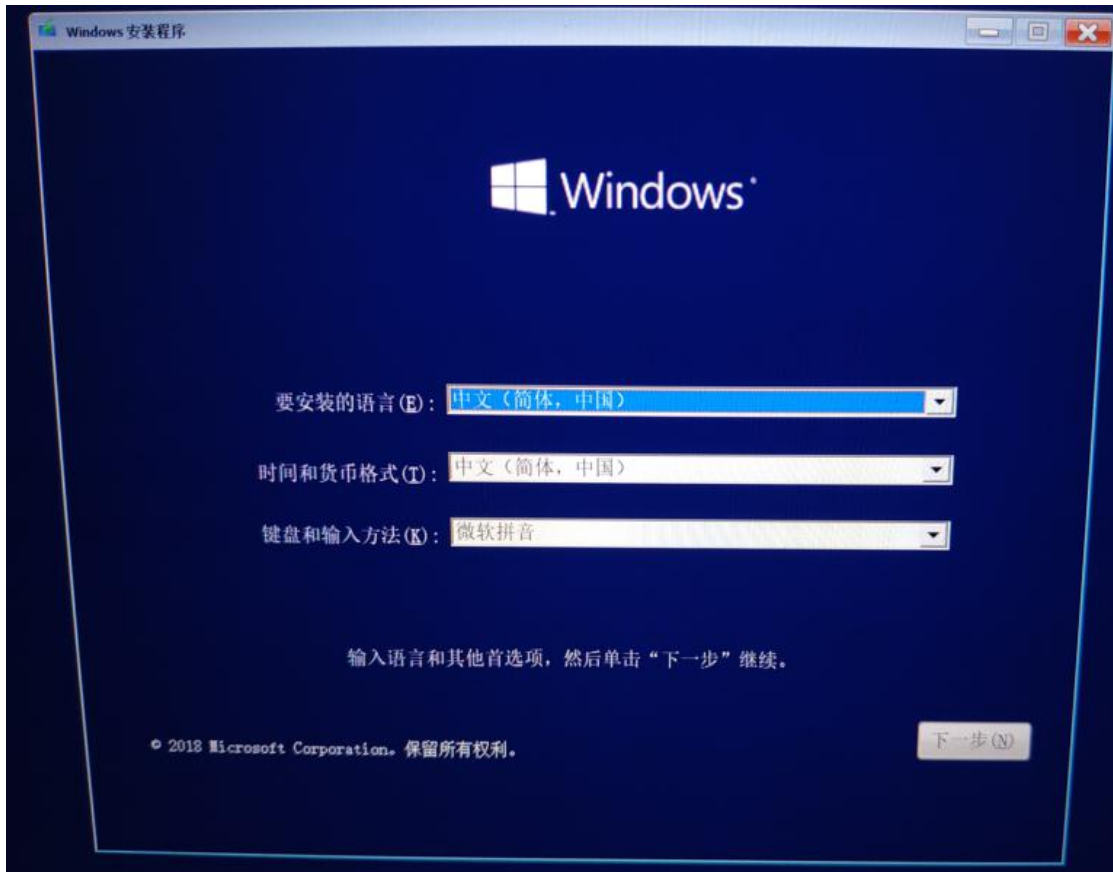 Windows 安装程序
Windows
要安装的语言(E): 中文(简体, 中国)
时间和货币格式(T): 中文(简体, 中国)
键盘和输入方法(K): 微软拼音
输入语言和其他首选项, 然后单击“下一步”继续。
© 2018 Microsoft Corporation。保留所有权利。
下一步(N)